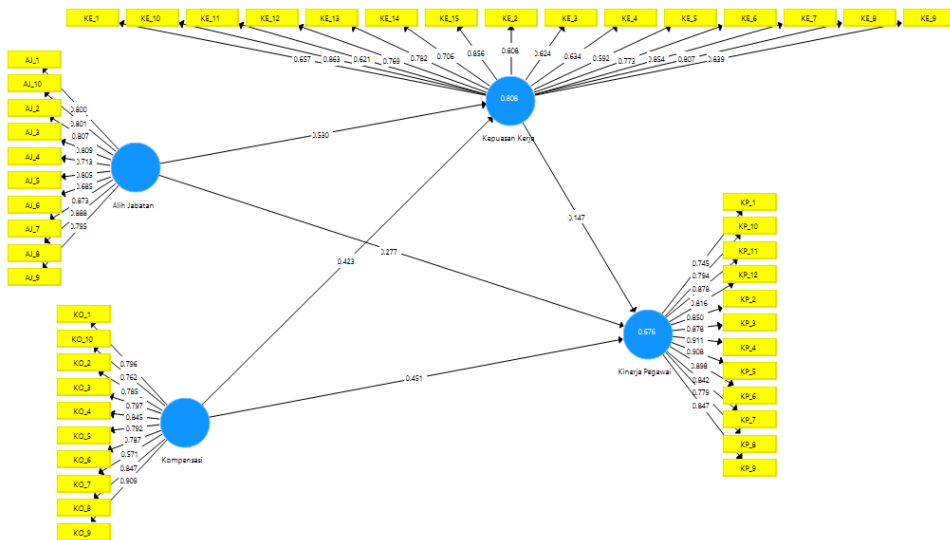 KE_1 KE_10 KE_11 KE_12 KE_13 KE_14 KE_15 KE_2 KE_3 KE_4 KE_5 KE_6 KE_7 KE_8 KE_9
0.657 0.863 0.621 0.769 0.782 0.706 0.856 0.808 0.624 0.634 0.592 0.773 0.854 0.807 0.839
0.808
Kepuasan Kerja
AJ_1
AJ_10
AJ_2
AJ_3
AJ_4
AJ_5
AJ_6
AJ_7
AJ_8
AJ_9
0.800
0.801
0.807
0.809
0.713
0.805
0.685
0.873
0.888
0.795
Alih Jabatan
0.530
0.423
0.277
0.147
0.451
KO_1
KO_10
KO_2
KO_3
KO_4
KO_5
KO_6
KO_7
KO_8
KO_9
0.796
0.762
0.785
0.797
0.845
0.792
0.787
0.571
0.847
0.909
Kompensasi
0.676
Kinerja Pegawai
0.745
0.794
0.878
0.816
0.850
0.878
0.911
0.908
0.898
0.842
0.779
0.847
KP_1
KP_10
KP_11
KP_12
KP_2
KP_3
KP_4
KP_5
KP_6
KP_7
KP_8
KP_9